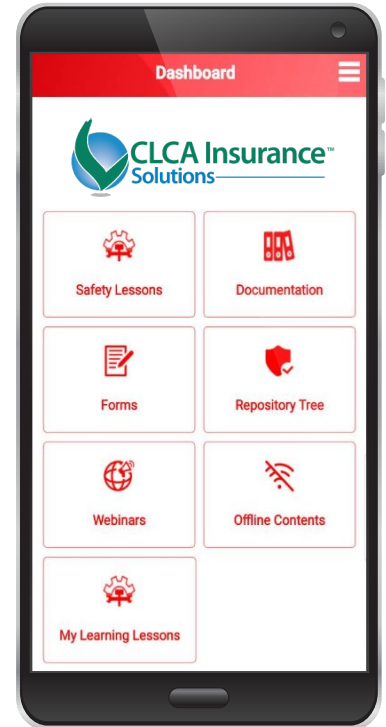 Dashboard
CLCA Insurance™
Solutions
Safety Lessons
Documentation
Forms
Repository Tree
Webinars
Offline Contents
My Learning Lessons